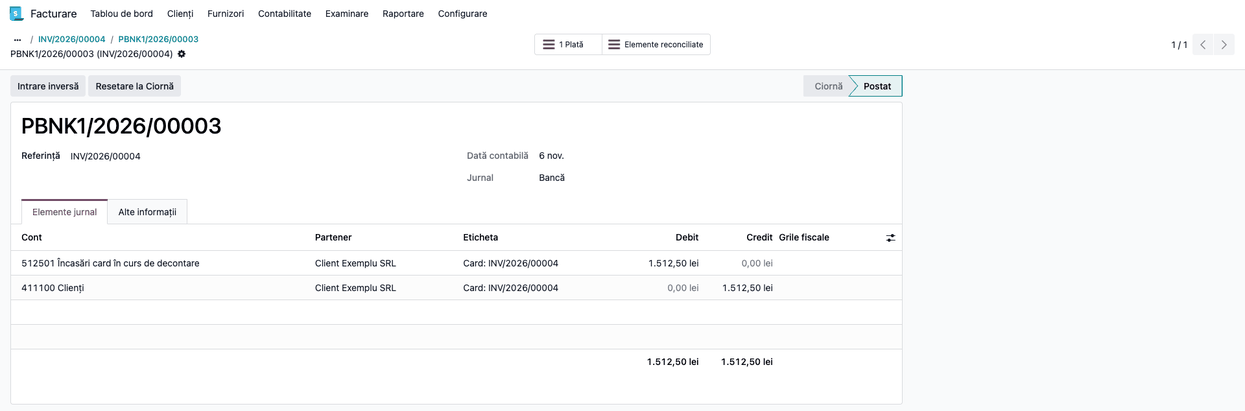 Facturare Tablou de bord Clienți Furnizori Contabilitate Examinare Raportare Configurare
... / INV/2026/00004 / PBNK1/2026/00003
PBNK1/2026/00003 (INV/2026/00004)
1 Plată Elemente reconciliate
1 / 1
Intrare inversă Resetare la Ciornă Ciornă Postat
PBNK1/2026/00003
Referință INV/2026/00004 Dată contabilă 6 nov.
Jurnal Bancă
Elemente jurnal Alte informații
Cont Partener Eticheta Debit Credit Grile fiscale
512501 Încasări card în curs de decontare Client Exemplu SRL Card: INV/2026/00004 1.512,50 lei 0,00 lei
411100 Clienți Client Exemplu SRL Card: INV/2026/00004 0,00 lei 1.512,50 lei
1.512,50 lei 1.512,50 lei